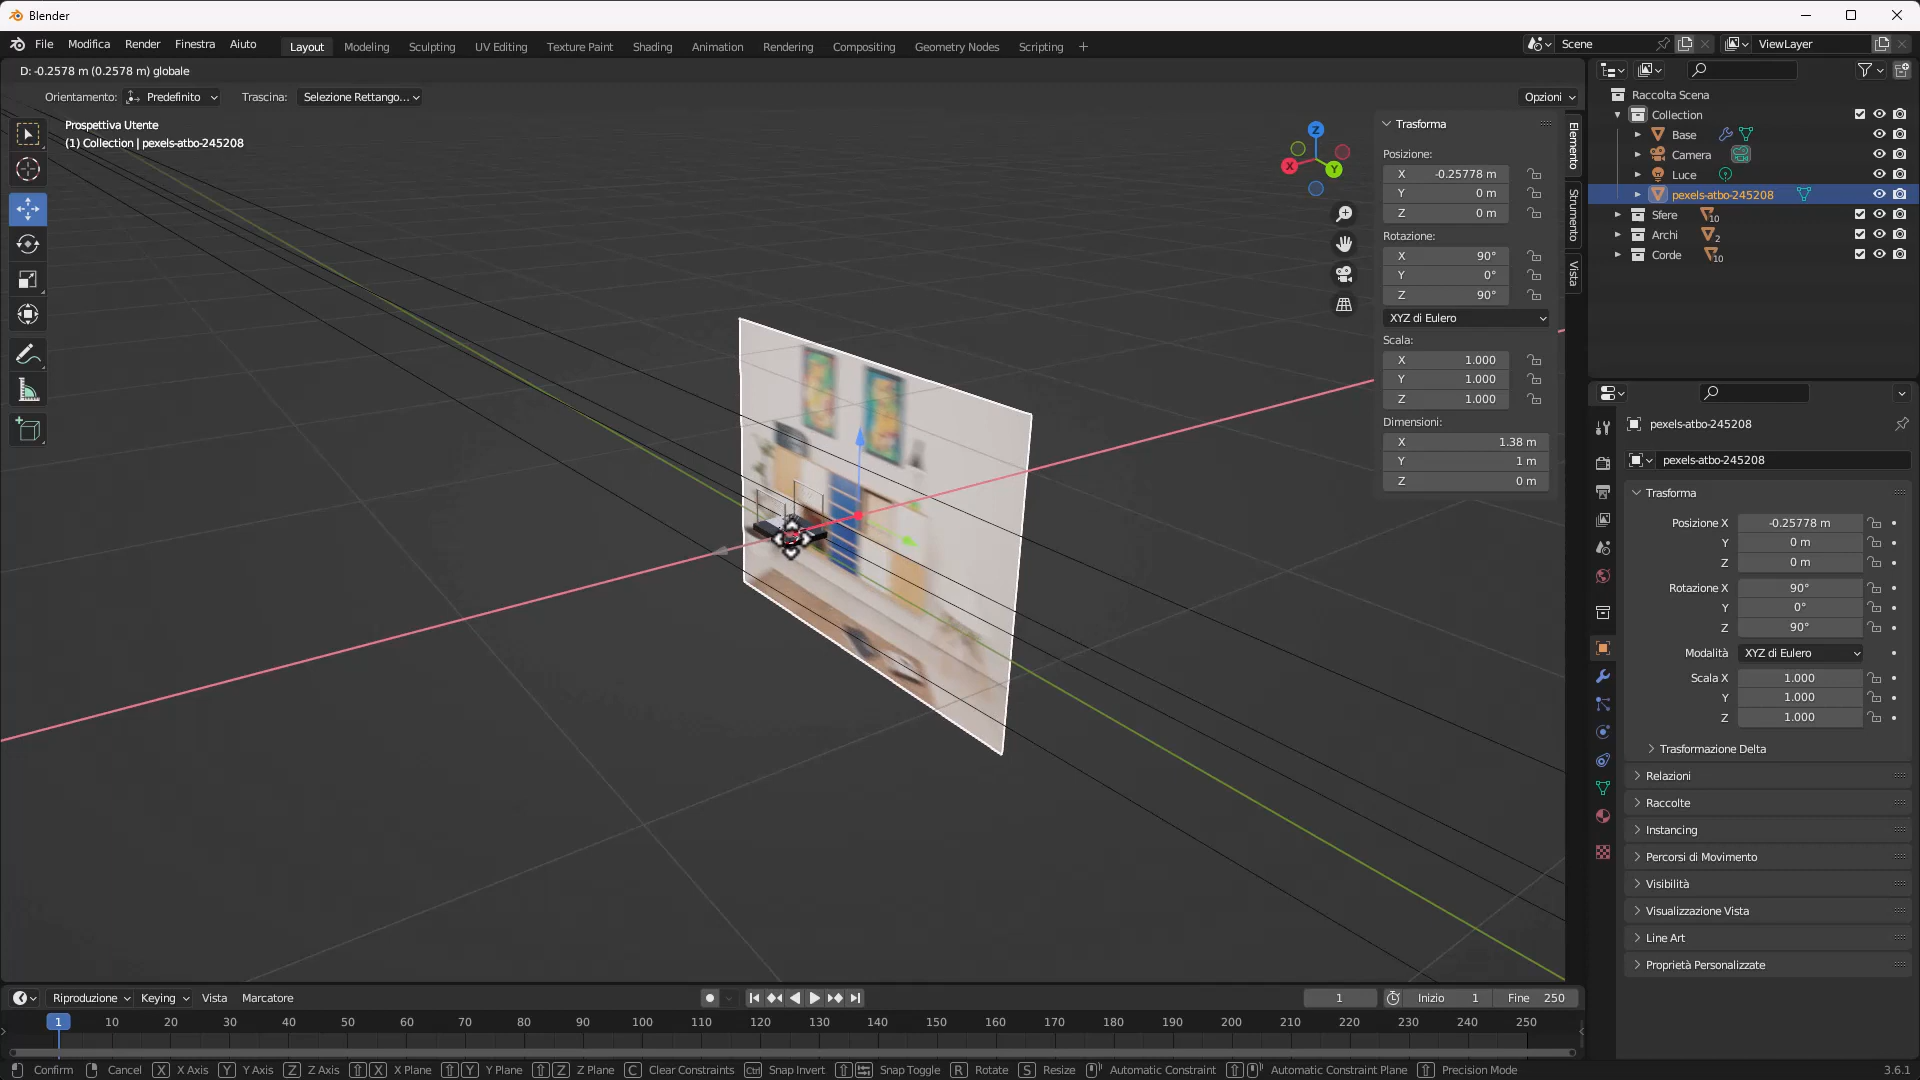 Blender
File Modifica Render Finestra Aiuto Layout Modeling Sculpting UV Editing Texture Paint Shading Animation Rendering Compositing Geometry Nodes Scripting + Scene ViewLayer
D: -0.2578 m (0.2578 m) globale
Orientamento: Predefinito Trascina: Selezione Rettango... Opzioni
Prospettiva Utente
(1) Collection | pexels-atbo-245208
Z
X
Y
Trasforma
Posizione:
X -0.25778 m
Y 0 m
Z 0 m
Rotazione:
X 90°
Y 0°
Z 90°
XYZ di Eulero
Scala:
X 1.000
Y 1.000
Z 1.000
Dimensioni:
X 1.38 m
Y 1 m
Z 0 m
Elemento
Strumento
Vista
Raccolta Scena
Collection
Base
Camera
Luce
pexels-atbo-245208
Sfere 10
Archi 2
Corde 10
pexels-atbo-245208
pexels-atbo-245208
Trasforma
Posizione X -0.25778 m
Y 0 m
Z 0 m
Rotazione X 90°
Y 0°
Z 90°
Modalità XYZ di Eulero
Scala X 1.000
Y 1.000
Z 1.000
Trasformazione Delta
Relazioni
Raccolte
Instancing
Percorsi di Movimento
Visibilità
Visualizzazione Vista
Line Art
Proprietà Personalizzate
Riproduzione Keying Vista Marcatore 1 Inizio 1 Fine 250
1 10 20 30 40 50 60 70 80 90 100 110 120 130 140 150 160 170 180 190 200 210 220 230 240 250
Confirm Cancel X X Axis Y Y Axis Z Z Axis X X Plane Y Y Plane Z Z Plane C Clear Constraints Ctrl Snap Invert Snap Toggle R Rotate S Resize Automatic Constraint Automatic Constraint Plane Precision Mode 3.6.1